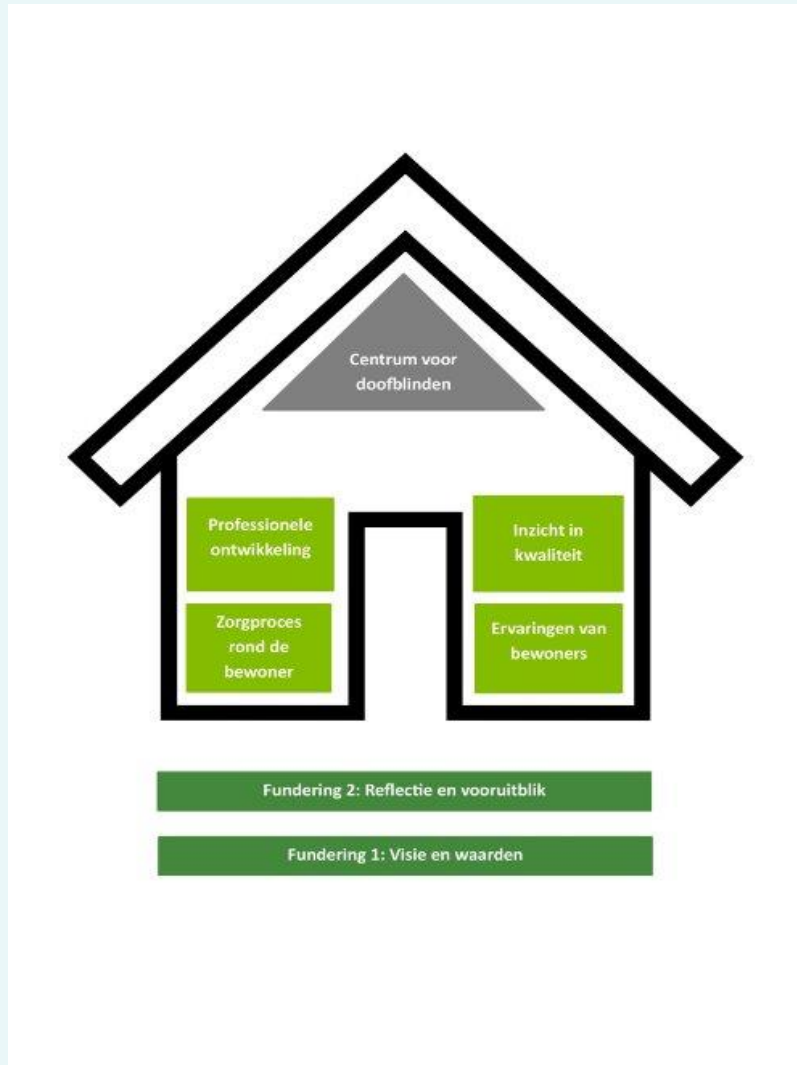 Centrum voor
doofblinden
Professionele
ontwikkeling
Inzicht in
kwaliteit
Zorgproces
rond de
bewoner
Ervaringen van
bewoners
Fundering 2: Reflectie en vooruitblik
Fundering 1: Visie en waarden